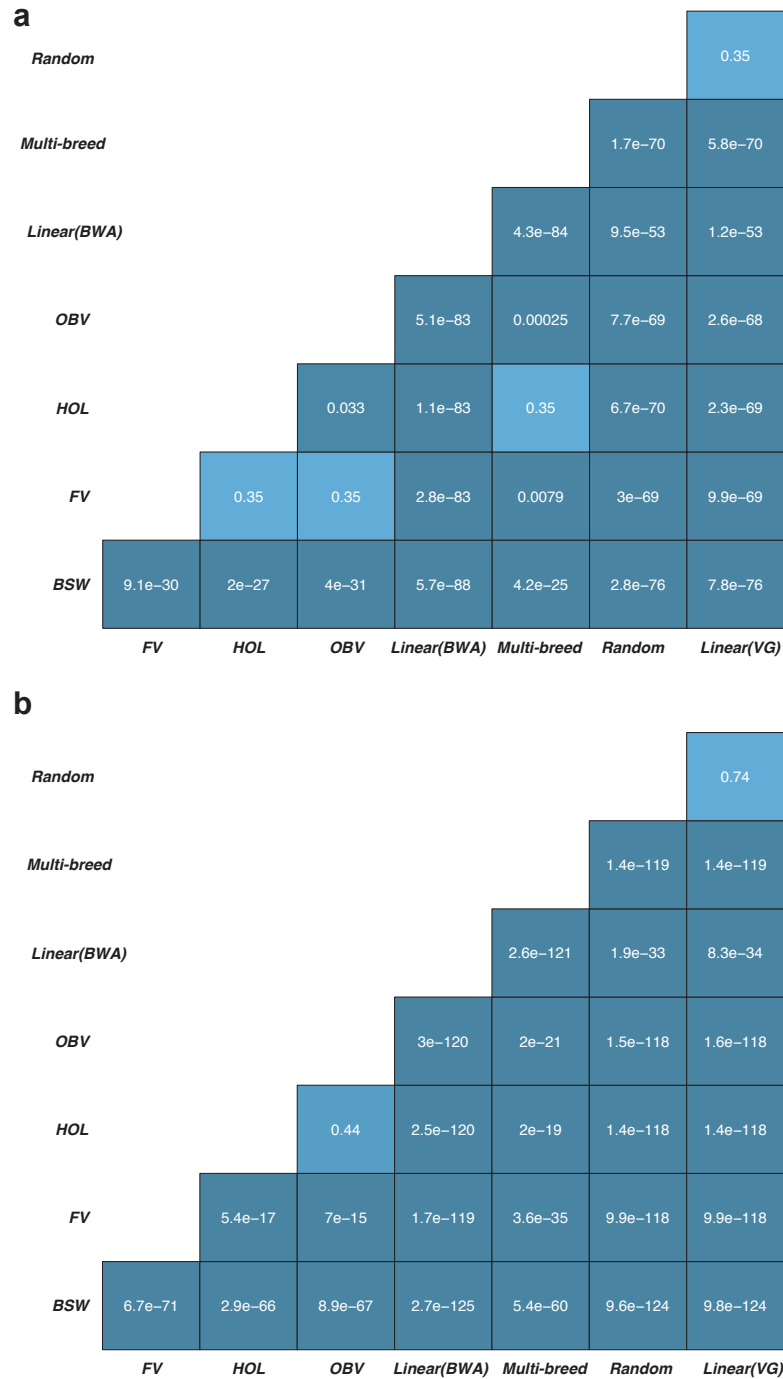 a
Random 0.35
Multi-breed 1.7e−70 5.8e−70
Linear(BWA) 4.3e−84 9.5e−53 1.2e−53
OBV 5.1e−83 0.00025 7.7e−69 2.6e−68
HOL 0.033 1.1e−83 0.35 6.7e−70 2.3e−69
FV 0.35 0.35 2.8e−83 0.0079 3e−69 9.9e−69
BSW 9.1e−30 2e−27 4e−31 5.7e−88 4.2e−25 2.8e−76 7.8e−76
FV HOL OBV Linear(BWA) Multi-breed Random Linear(VG)
b
Random 0.74
Multi-breed 1.4e−119 1.4e−119
Linear(BWA) 2.6e−121 1.9e−33 8.3e−34
OBV 3e−120 2e−21 1.5e−118 1.6e−118
HOL 0.44 2.5e−120 2e−19 1.4e−118 1.4e−118
FV 5.4e−17 7e−15 1.7e−119 3.6e−35 9.9e−118 9.9e−118
BSW 6.7e−71 2.9e−66 8.9e−67 2.7e−125 5.4e−60 9.6e−124 9.8e−124
FV HOL OBV Linear(BWA) Multi-breed Random Linear(VG)